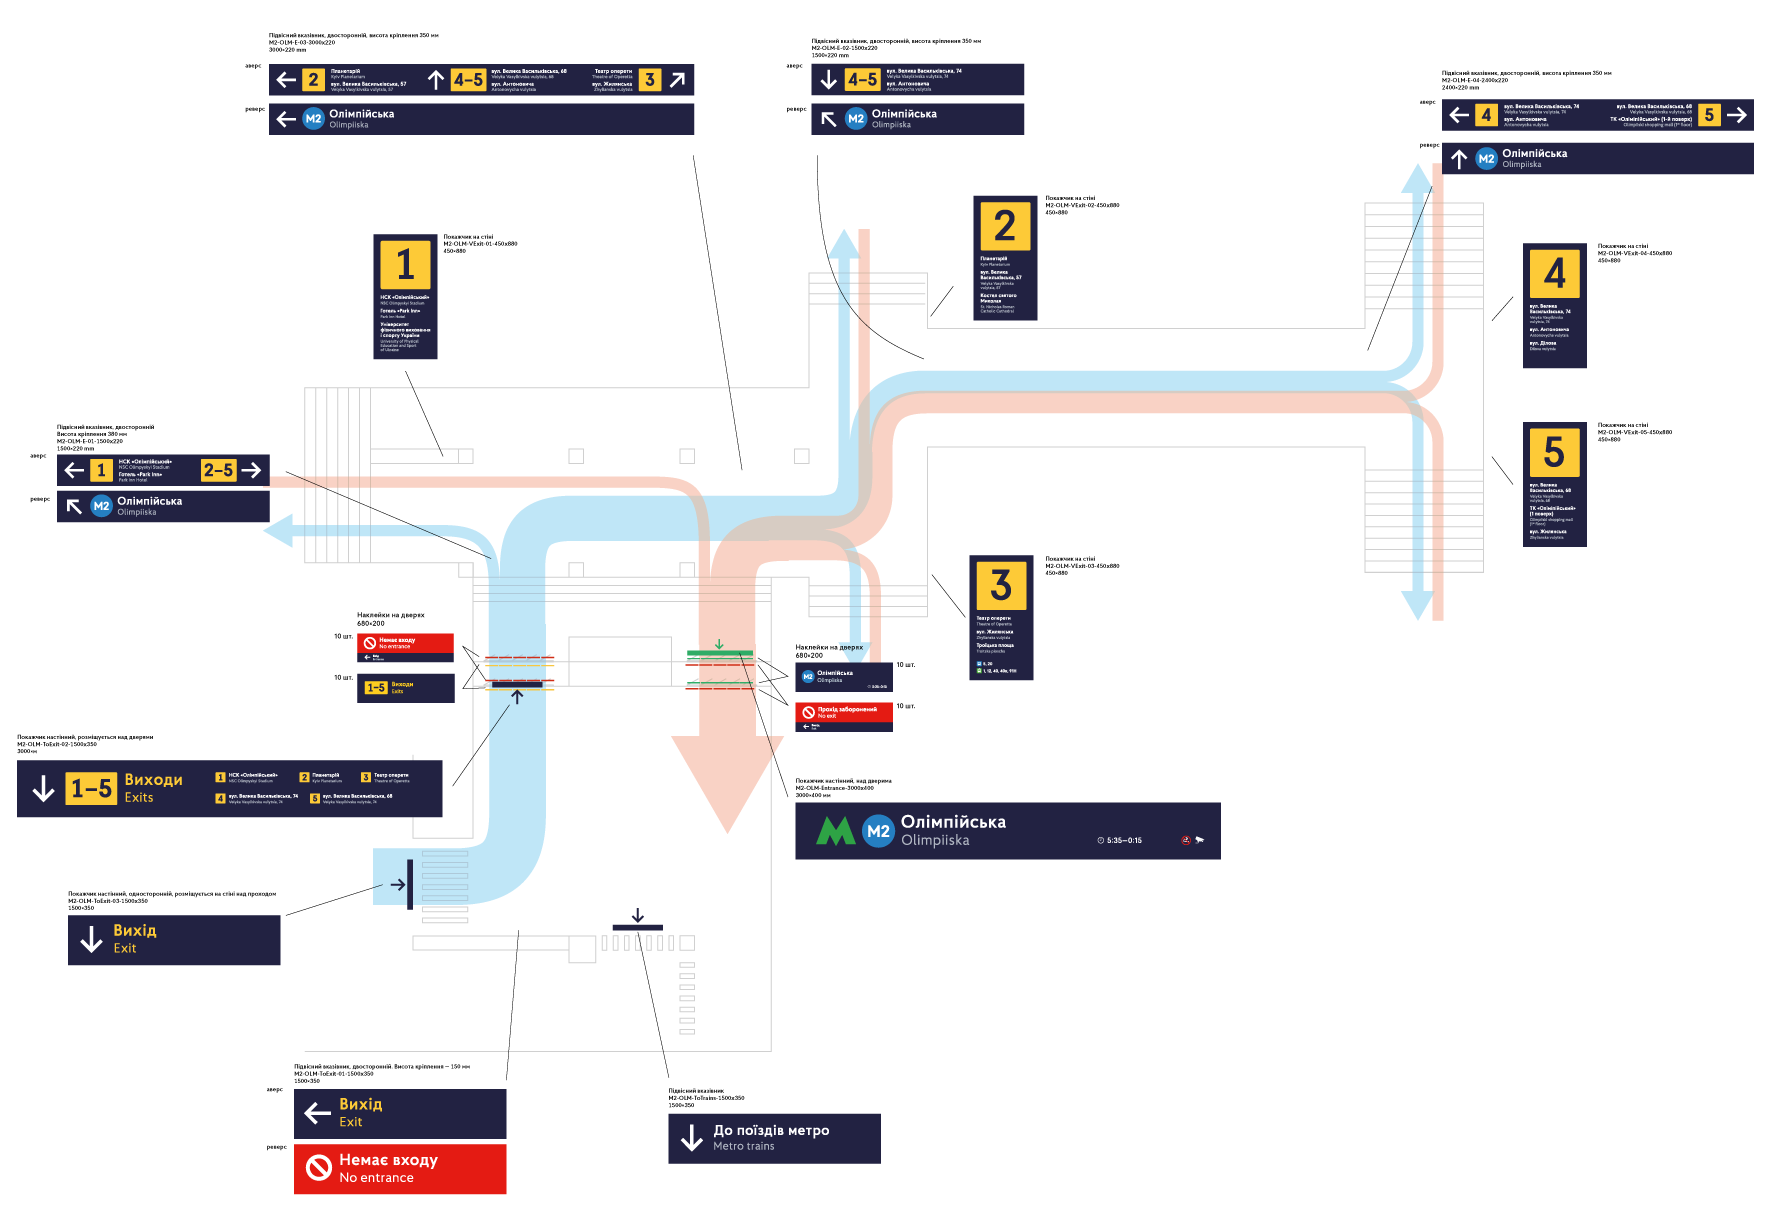 Підвісний вказівник, двосторонній, висота кріплення 350 мм
M2-OLM-E-03-3000x220
3000×220 mm
аверс
2
Планетарій
Kyiv Planetarium
вул. Велика Васильківська, 57
Velyka Vasylkivska vulytsia, 57
4–5
вул. Велика Васильківська, 68
Velyka Vasylkivska vulytsia, 68
вул. Антоновича
Antonovycha vulytsia
Театр оперети
Theatre of Operetta
вул. Жилянська
Zhylianska vulytsia
3
реверс
M2
Олімпійська
Olimpiiska
Підвісний вказівник, двосторонній, висота кріплення 350 мм
M2-OLM-E-02-1500x220
1500×220 mm
аверс
4–5
вул. Велика Васильківська, 74
Velyka Vasylkivska vulytsia, 74
вул. Антоновича
Antonovycha vulytsia
реверс
M2
Олімпійська
Olimpiiska
Підвісний вказівник, двосторонній, висота кріплення 350 мм
M2-OLM-E-04-2400x220
2400×220 mm
аверс
4
вул. Велика Васильківська, 74
Velyka Vasylkivska vulytsia, 74
вул. Антоновича
Antonovycha vulytsia
вул. Велика Васильківська, 68
Velyka Vasylkivska vulytsia, 68
ТК «Олімпійський» (1-й поверх)
Olimpiiski shopping mall (1st floor)
5
реверс
M2
Олімпійська
Olimpiiska
Покажчик на стіні
M2-OLM-VExit-01-450x880
450×880
1
НСК «Олімпійський»
NSC Olimpiyskyi Stadium
Готель «Park Inn»
Park Inn Hotel
Університет
фізичного виховання
і спорту України
University of Physical
Education and Sport
of Ukraine
Покажчик на стіні
M2-OLM-VExit-02-450x880
450×880
2
Планетарій
Kyiv Planetarium
вул. Велика
Васильківська, 57
Velyka Vasylkivska
vulytsia, 57
Костел святого
Миколая
St. Nicholas Roman
Catholic Cathedral
Покажчик на стіні
M2-OLM-VExit-04-450x880
450×880
4
вул. Велика
Васильківська, 74
Velyka Vasylkivska
vulytsia, 74
вул. Антоновича
Antonovycha vulytsia
вул. Ділова
Dilova vulytsia
Підвісний вказівник, двосторонній
Висота кріплення 380 мм
M2-OLM-E-01-1500x220
1500×220 mm
аверс
1
НСК «Олімпійський»
NSC Olimpiyskyi Stadium
Готель «Park Inn»
Park Inn Hotel
2–5
реверс
M2
Олімпійська
Olimpiiska
Покажчик на стіні
M2-OLM-VExit-05-450x880
450×880
5
вул. Велика
Васильківська, 68
Velyka Vasylkivska
vulytsia, 68
ТК «Олімпійський»
(1 поверх)
Olimpiiski shopping mall
(1st floor)
вул. Жилянська
Zhylianska vulytsia
Покажчик на стіні
M2-OLM-VExit-03-450x880
450×880
3
Театр оперети
Theatre of Operetta
вул. Жилянська
Zhylianska vulytsia
Троїцька площа
Troitska ploshcha
5, 20
Наклейки на дверях
680×200
10 шт.
Немає входу
No entrance
10 шт.
1–5
Виходи
Exits
Наклейки на дверях
680×200
M2
Олімпійська
Olimpiiska
5:35–0:15
10 шт.
Прохід заборонений
No exit
10 шт.
Покажчик настінний, розміщується над дверями
M2-OLM-ToExit-02-1500x350
1–5
Виходи
Exits
1
НСК «Олімпійський»
NSC Olimpiyskyi Stadium
2
Планетарій
Kyiv Planetarium
3
Театр оперети
Theatre of Operetta
4
вул. Велика Васильківська, 74
Velyka Vasylkivska vulytsia, 74
5
вул. Велика Васильківська, 68
Velyka Vasylkivska vulytsia, 74
Покажчик настінний, над дверима
M2-OLM-Entrance-3000x400
3000×400 мм
M2
Олімпійська
Olimpiiska
5:35–0:15
Покажчик настінний, односторонній, розміщується на стіні над проходом
M2-OLM-ToExit-03-1500x350
1500×350
Вихід
Exit
Підвісний вказівник, двосторонній. Висота кріплення – 150 мм
M2-OLM-ToExit-01-1500x350
1500×350
аверс
Вихід
Exit
реверс
Немає входу
No entrance
Підвісний вказівник
M2-OLM-ToTrains-1500x350
1500×350
До поїздів метро
Metro trains